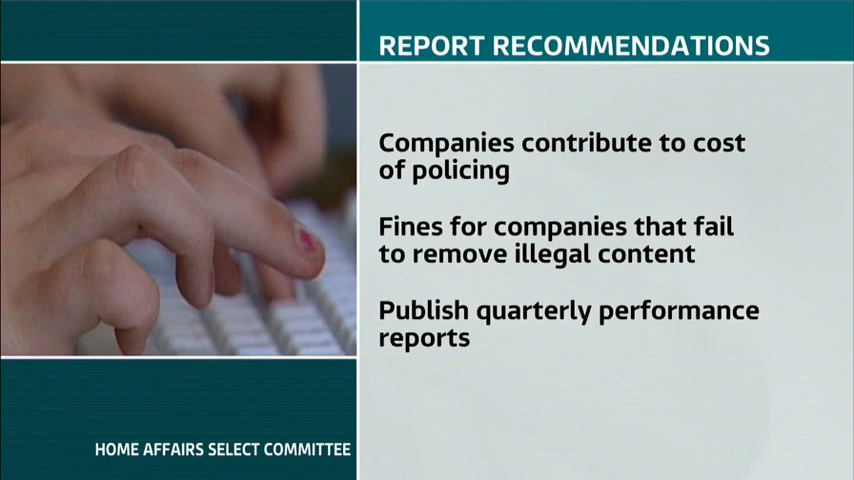 REPORT RECOMMENDATIONS
Companies contribute to cost
of policing
Fines for companies that fail
to remove illegal content
Publish quarterly performance
reports
HOME AFFAIRS SELECT COMMITTEE